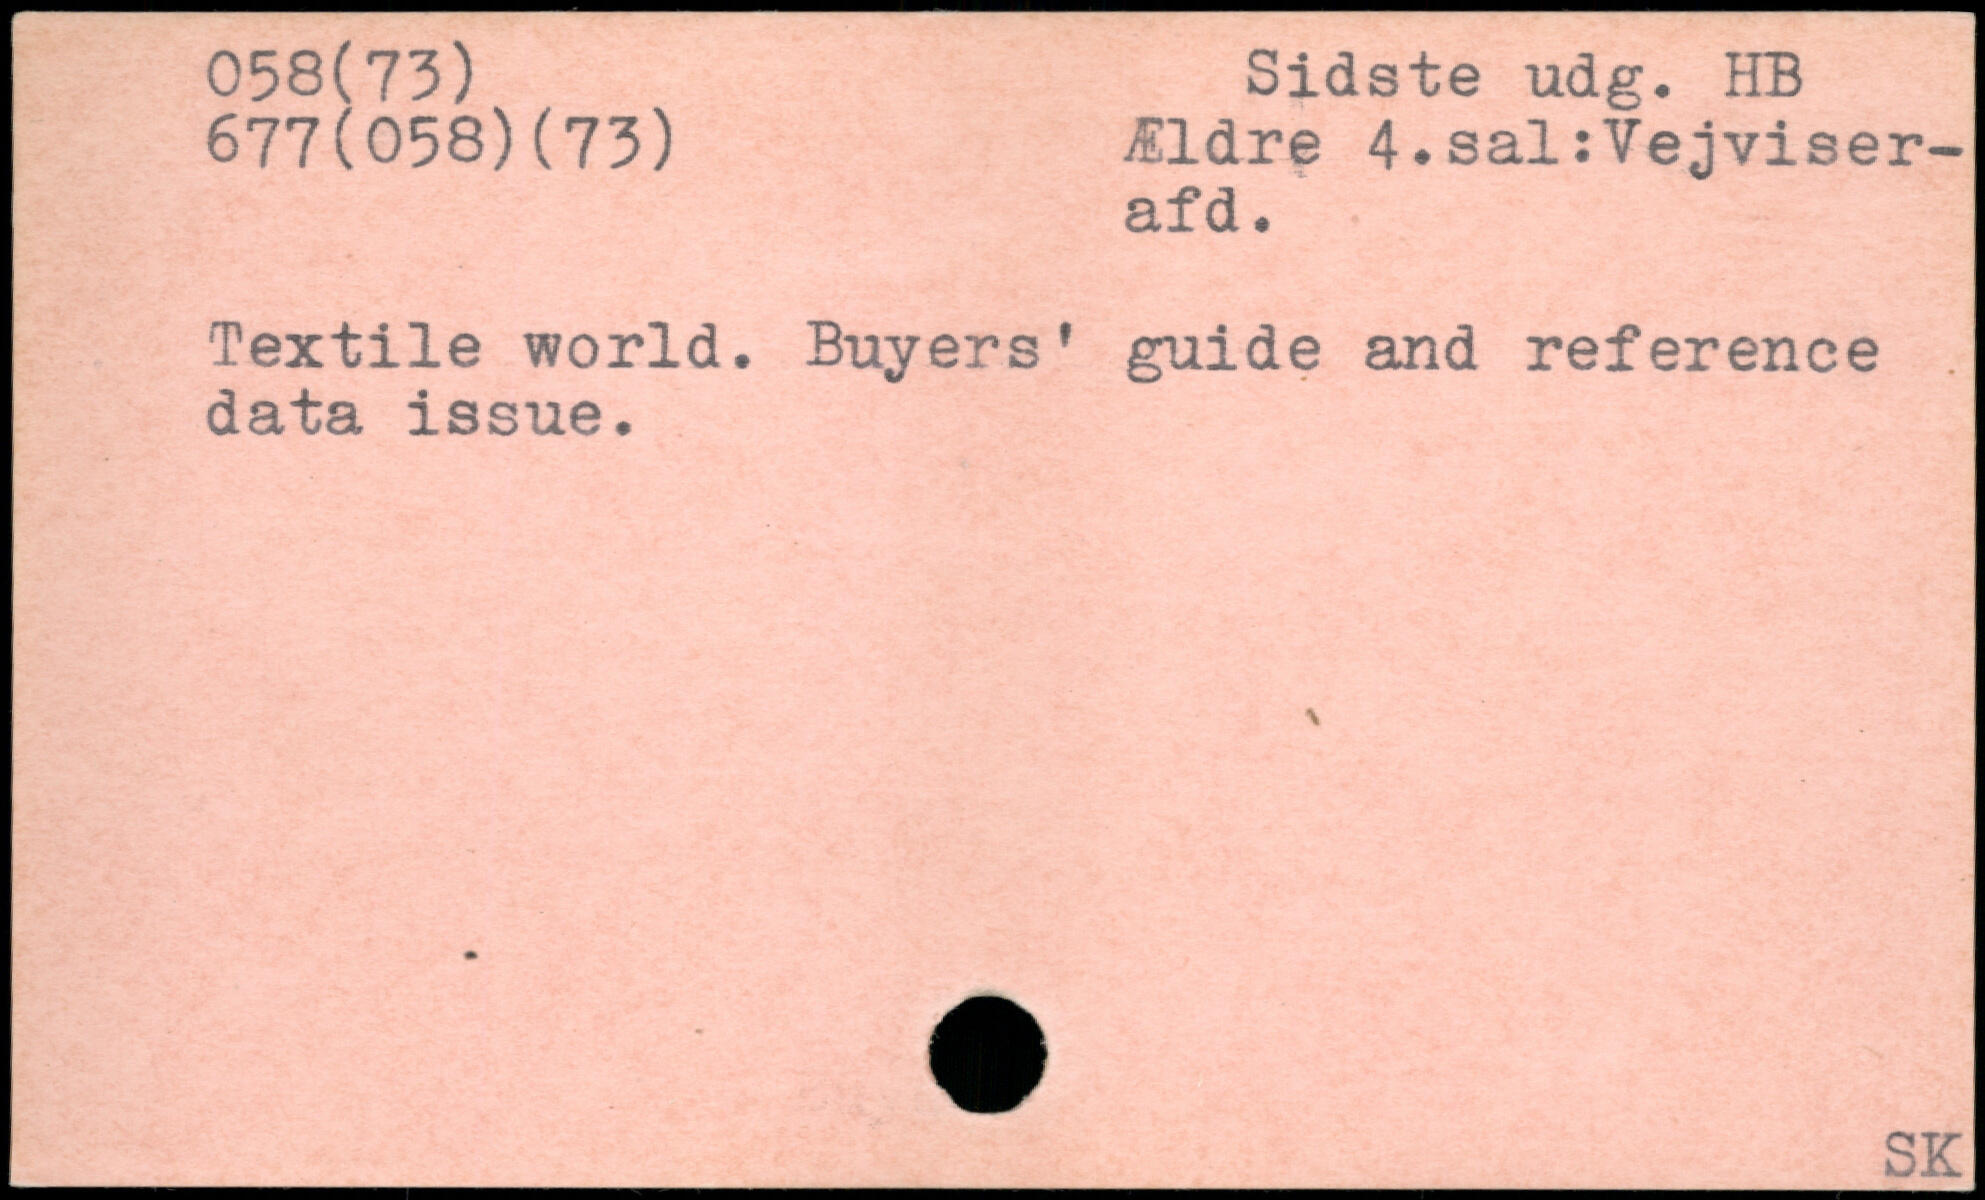 058(73)
677(058)(73)
Sidste udg. HB
Ældre 4.sal:Vejviser-
afd.
Textile world. Buyers' guide and reference
data issue.
SK